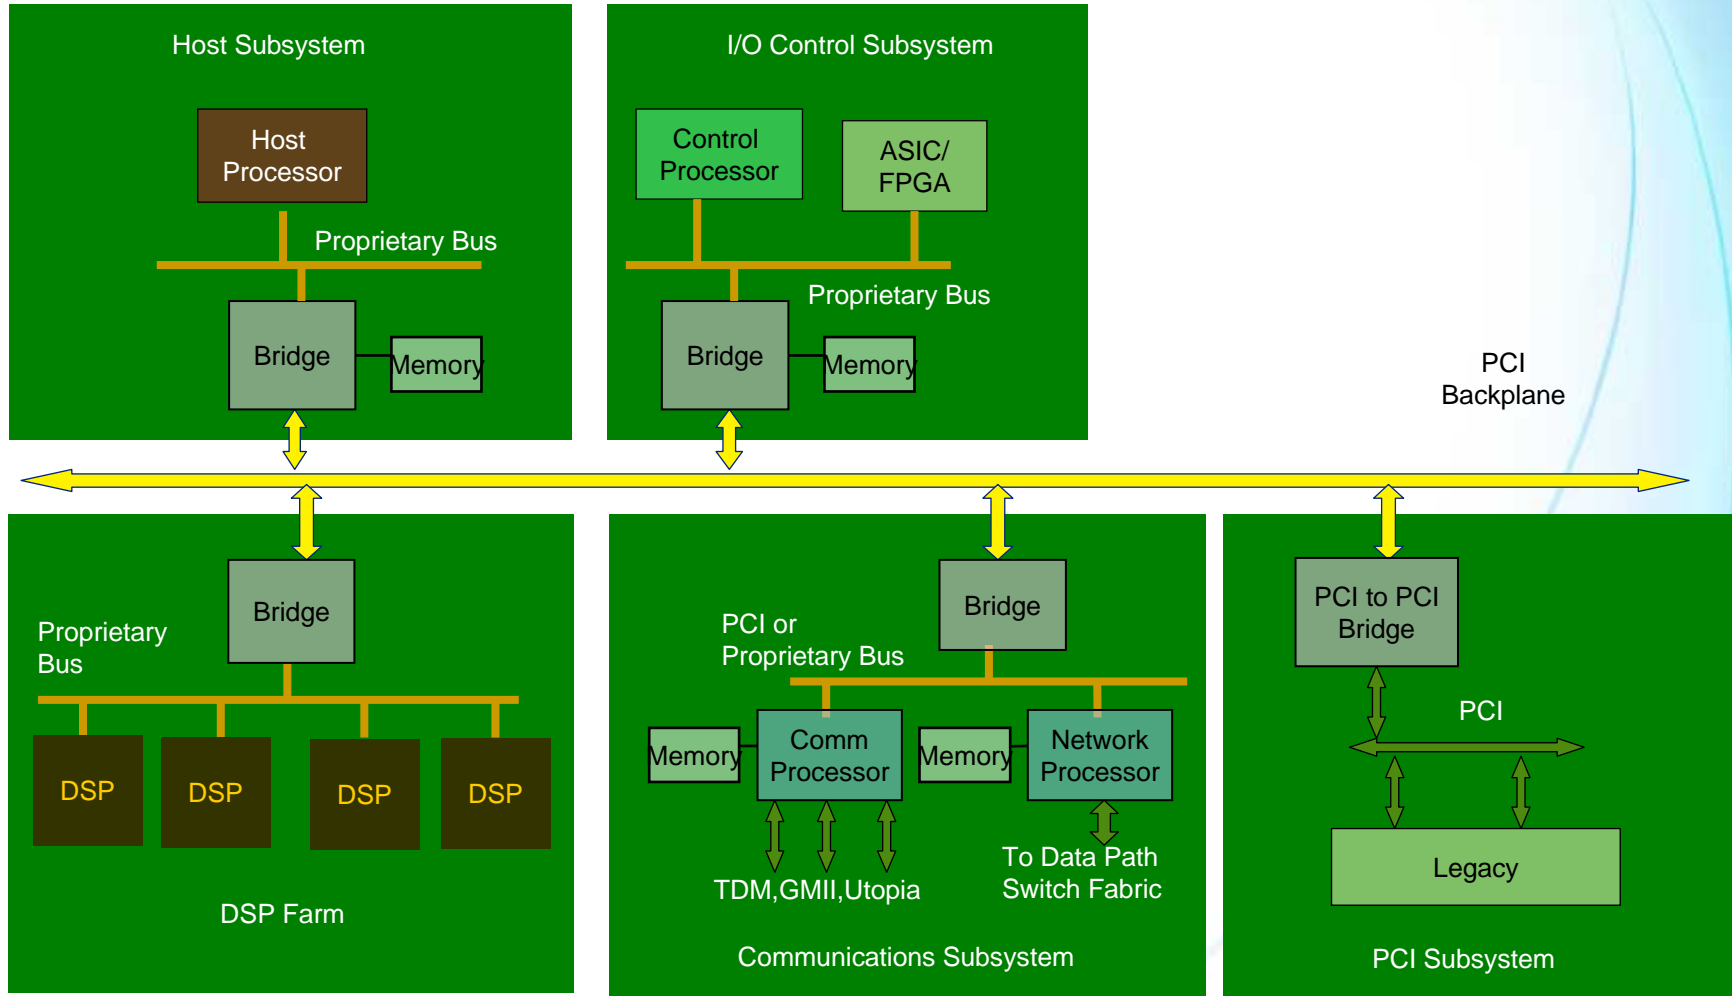 Host Subsystem
Host
Processor
Proprietary Bus
Bridge
Memory
I/O Control Subsystem
Control
Processor
ASIC/
FPGA
Proprietary Bus
Bridge
Memory
PCI
Backplane
Bridge
Proprietary
Bus
DSP
DSP
DSP
DSP
DSP Farm
Bridge
PCI or
Proprietary Bus
Memory
Comm
Processor
Memory
Network
Processor
TDM,GMII,Utopia
To Data Path
Switch Fabric
Communications Subsystem
PCI to PCI
Bridge
PCI
Legacy
PCI Subsystem